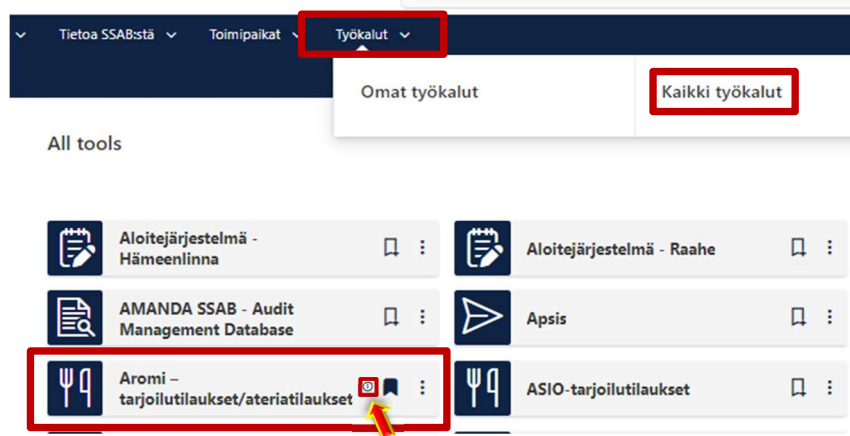 Tietoa SSAB:stä Toimipaikat Työkalut
Omat työkalut Kaikki työkalut
All tools
Aloitejärjestelmä -
Hämeenlinna
Aloitejärjestelmä - Raahe
AMANDA SSAB - Audit
Management Database
Apsis
Aromi –
tarjoilutilaukset/ateriatilaukset
ASIO-tarjoilutilaukset